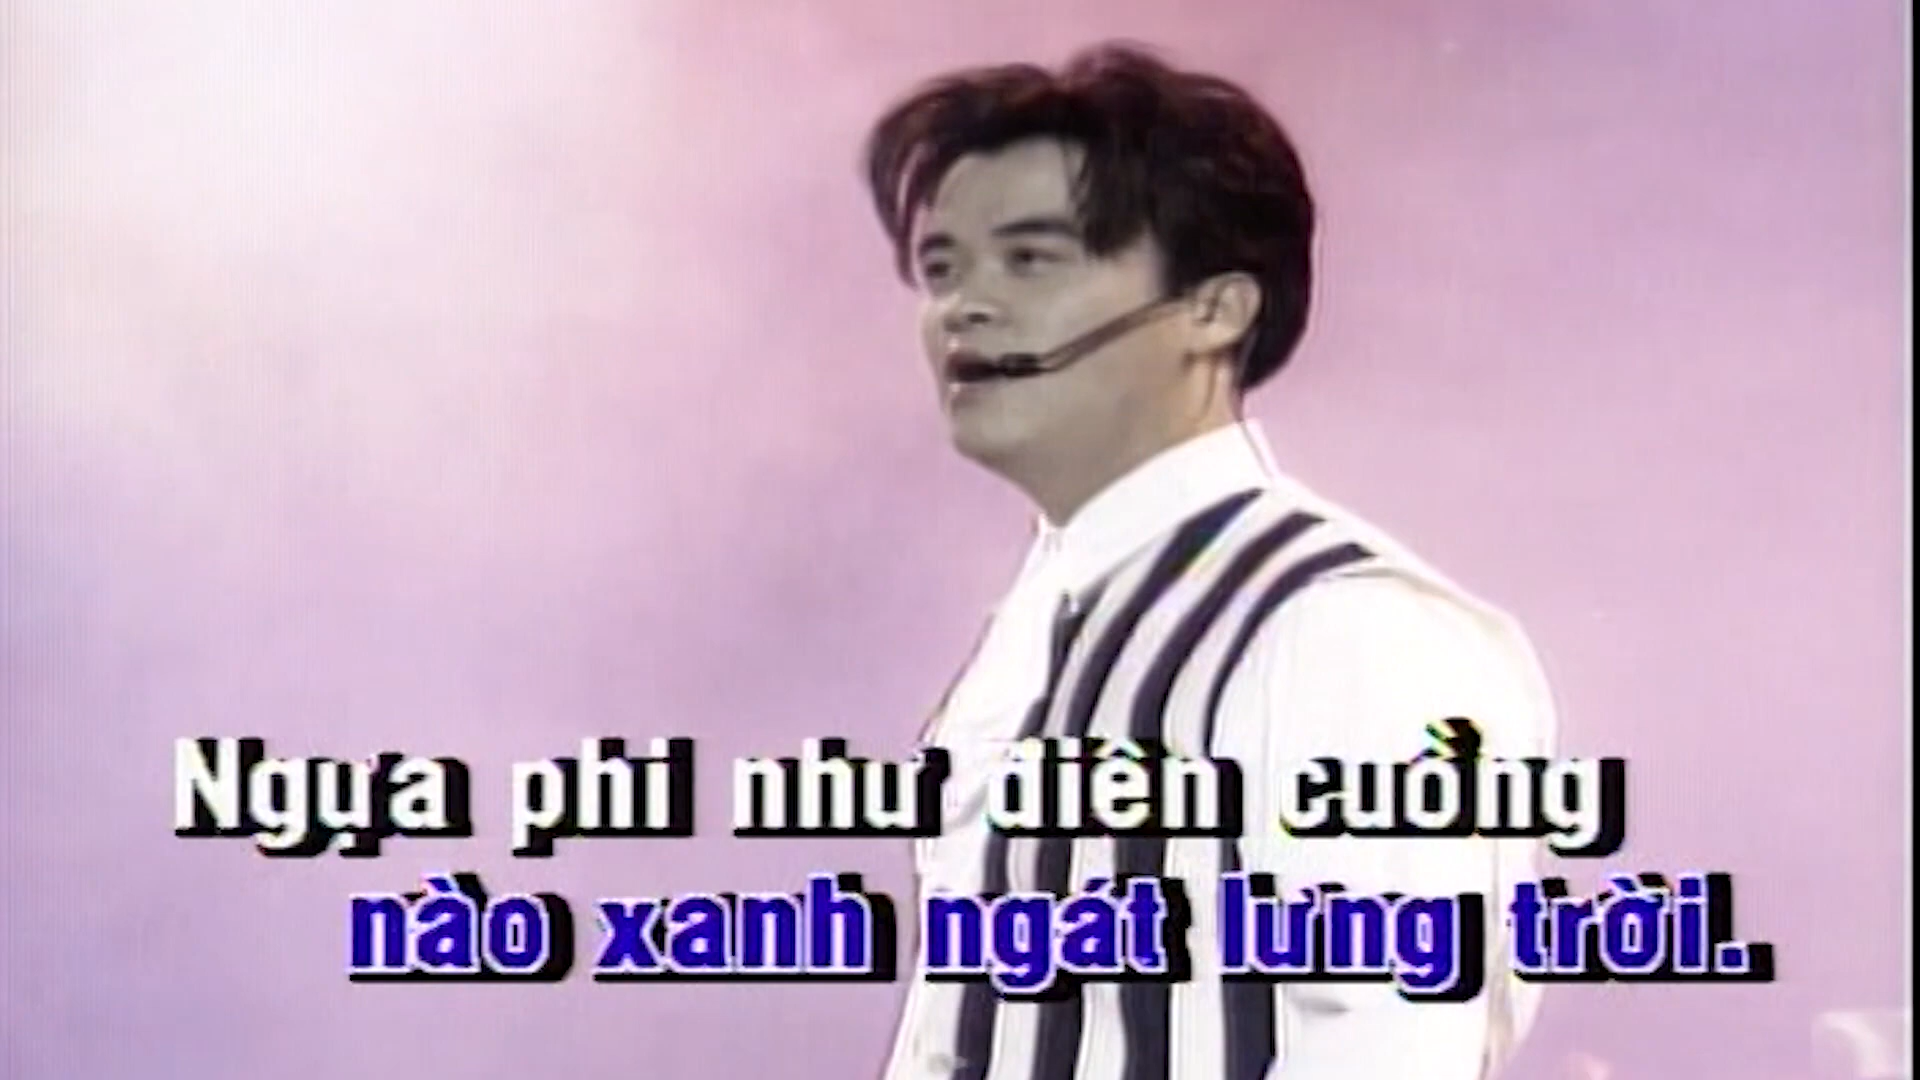 Ngựa phi như điên cuồng
nào xanh ngát lưng trời.